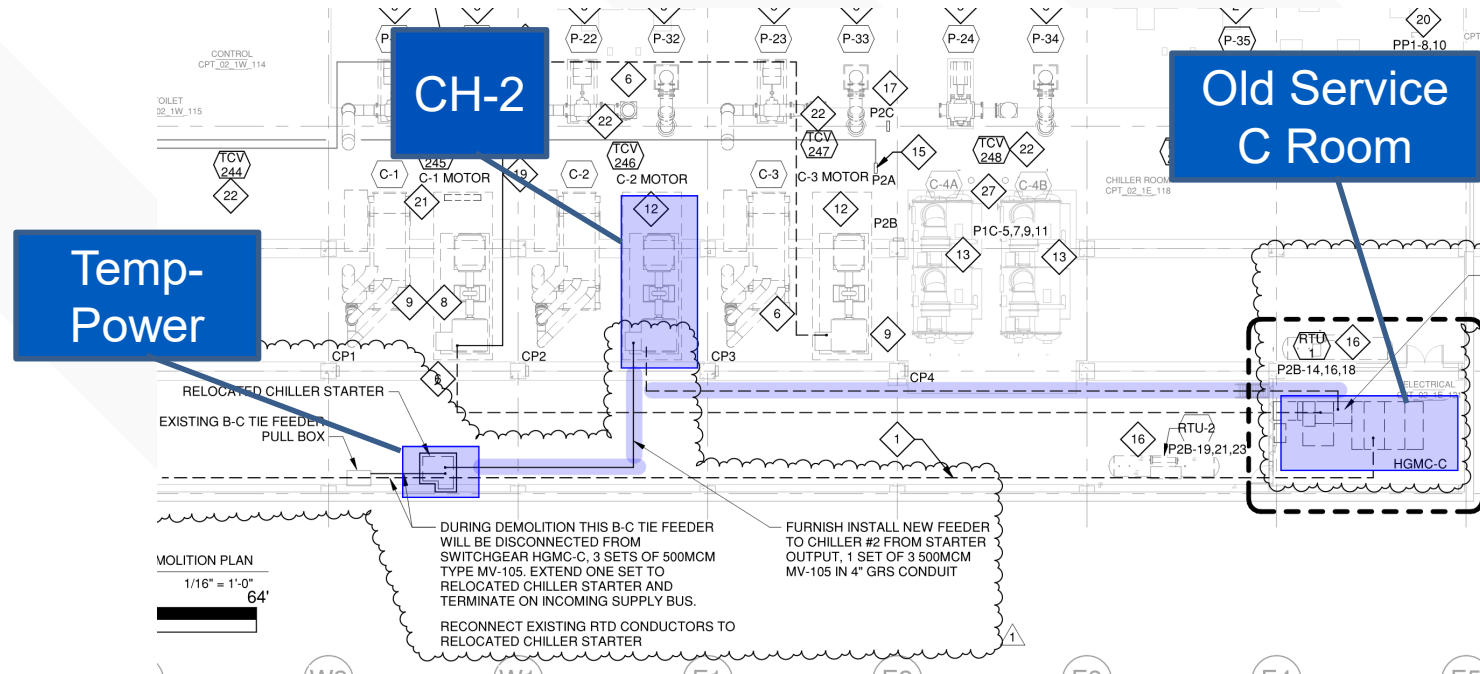 20
P-22
P-32
P-23
P-33
P-24
P-34
P-35
PP1-8,10
CONTROL
CPT_02_1W_114
CH-2
Old Service
C Room
6
17
22
P2C
22
02_1W_115
TCV
244
22
245
19
TCV
246
TCV
247
15
TCV
248
22
C-1
C-1 MOTOR
C-2
C-2 MOTOR
C-3
C-3 MOTOR
P2A
C-4A
27
C-4B
CHILLER ROOM
CPT_02_1E_118
21
12
12
P2B
P1C-5,7,9,11
13
13
Temp-
Power
9
8
6
9
RTU
1
16
P2B-14,16,18
CP1
CP2
CP3
CP4
ELECTRICAL
RELOCATED CHILLER STARTER
EXISTING B-C TIE FEEDER
PULL BOX
1
16
RTU-2
P2B-19,21,23
HGMC-C
DURING DEMOLITION THIS B-C TIE FEEDER
WILL BE DISCONNECTED FROM
SWITCHGEAR HGMC-C, 3 SETS OF 500MCM
TYPE MV-105. EXTEND ONE SET TO
RELOCATED CHILLER STARTER AND
TERMINATE ON INCOMING SUPPLY BUS.
RECONNECT EXISTING RTD CONDUCTORS TO
RELOCATED CHILLER STARTER
FURNISH INSTALL NEW FEEDER
TO CHILLER #2 FROM STARTER
OUTPUT, 1 SET OF 3 500MCM
MV-105 IN 4" GRS CONDUIT
MOLITION PLAN
1/16" = 1'-0"
64'
1